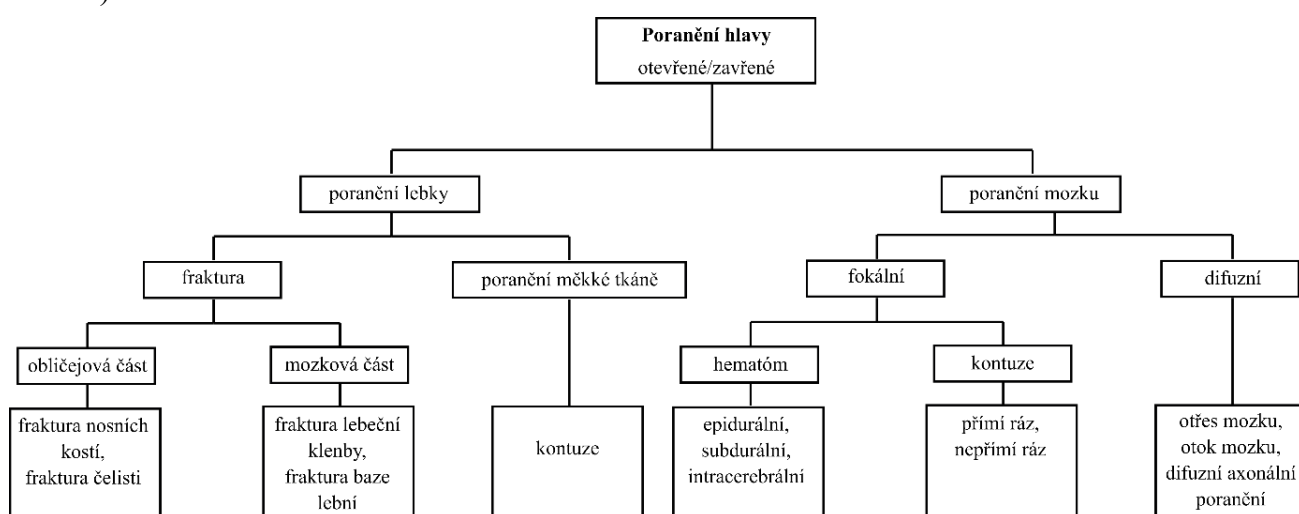 )
Poranění hlavy
otevřené/zavřené
poranční lebky
poranční mozku
fraktura
poranční měkké tkáně
fokální
difuzní
obličejová část
mozková část
hematóm
kontuze
fraktura nosních
kostí,
fraktura čelisti
fraktura lebeční
klenby,
fraktura baze
lební
kontuze
epidurální,
subdurální,
intracerebrální
přímí ráz,
nepřímí ráz
otřes mozku,
otok mozku,
difuzní axonální
poranční